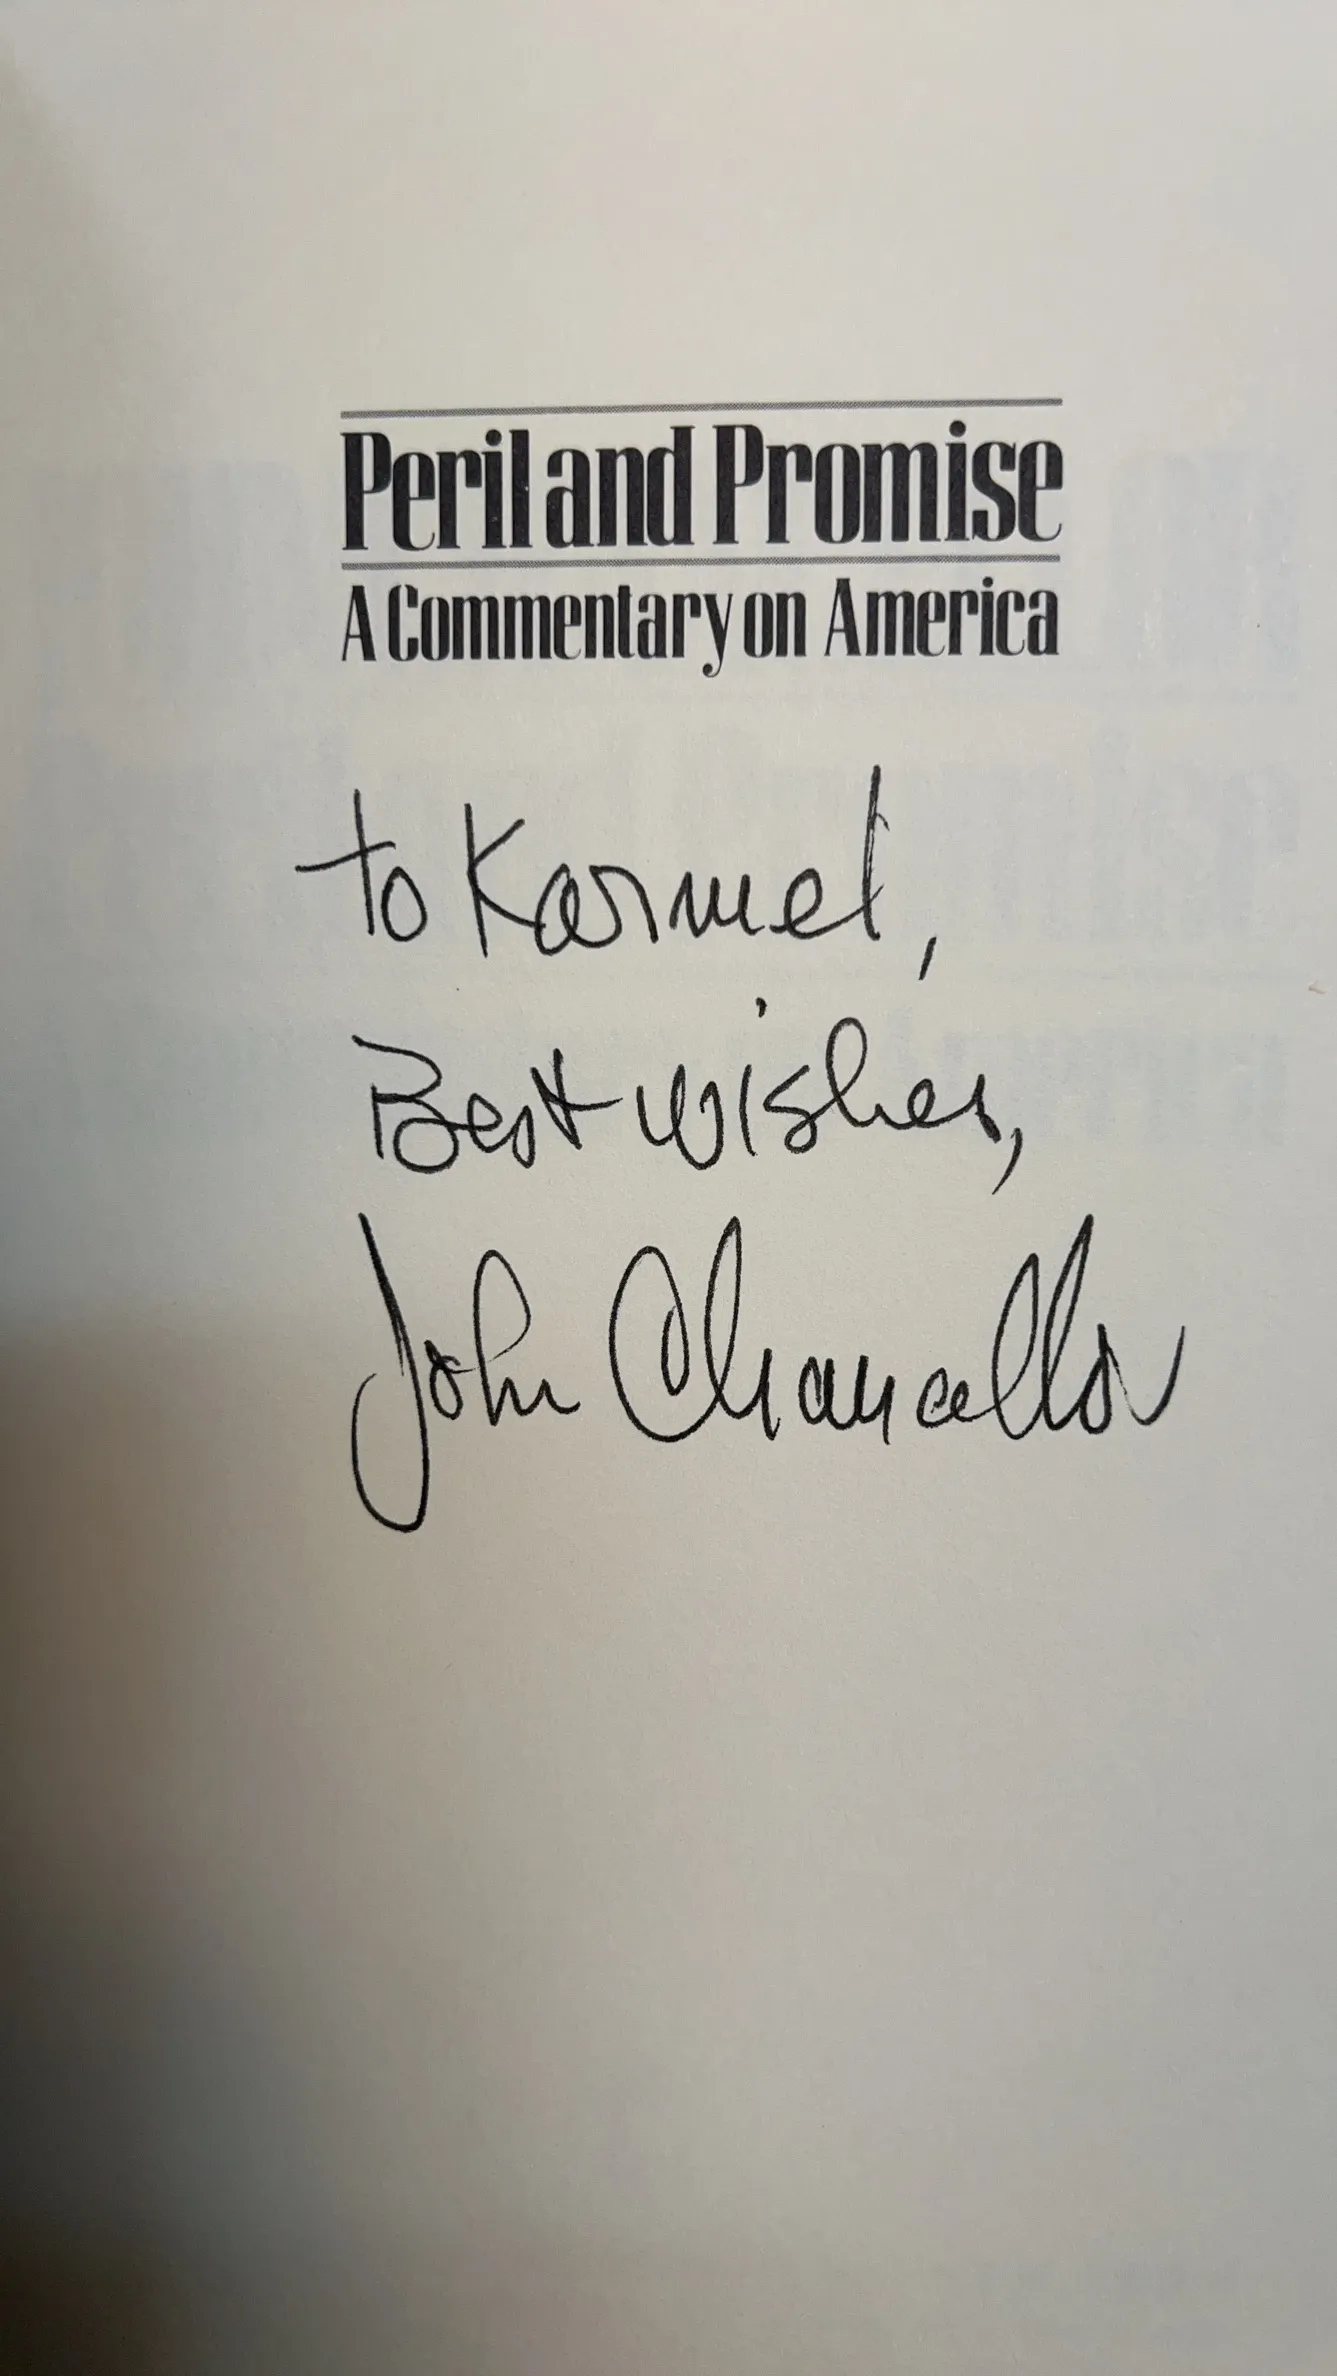 Peril and Promise
A Commentary on America
to Karmel,
Best wishes,
John Chancellor